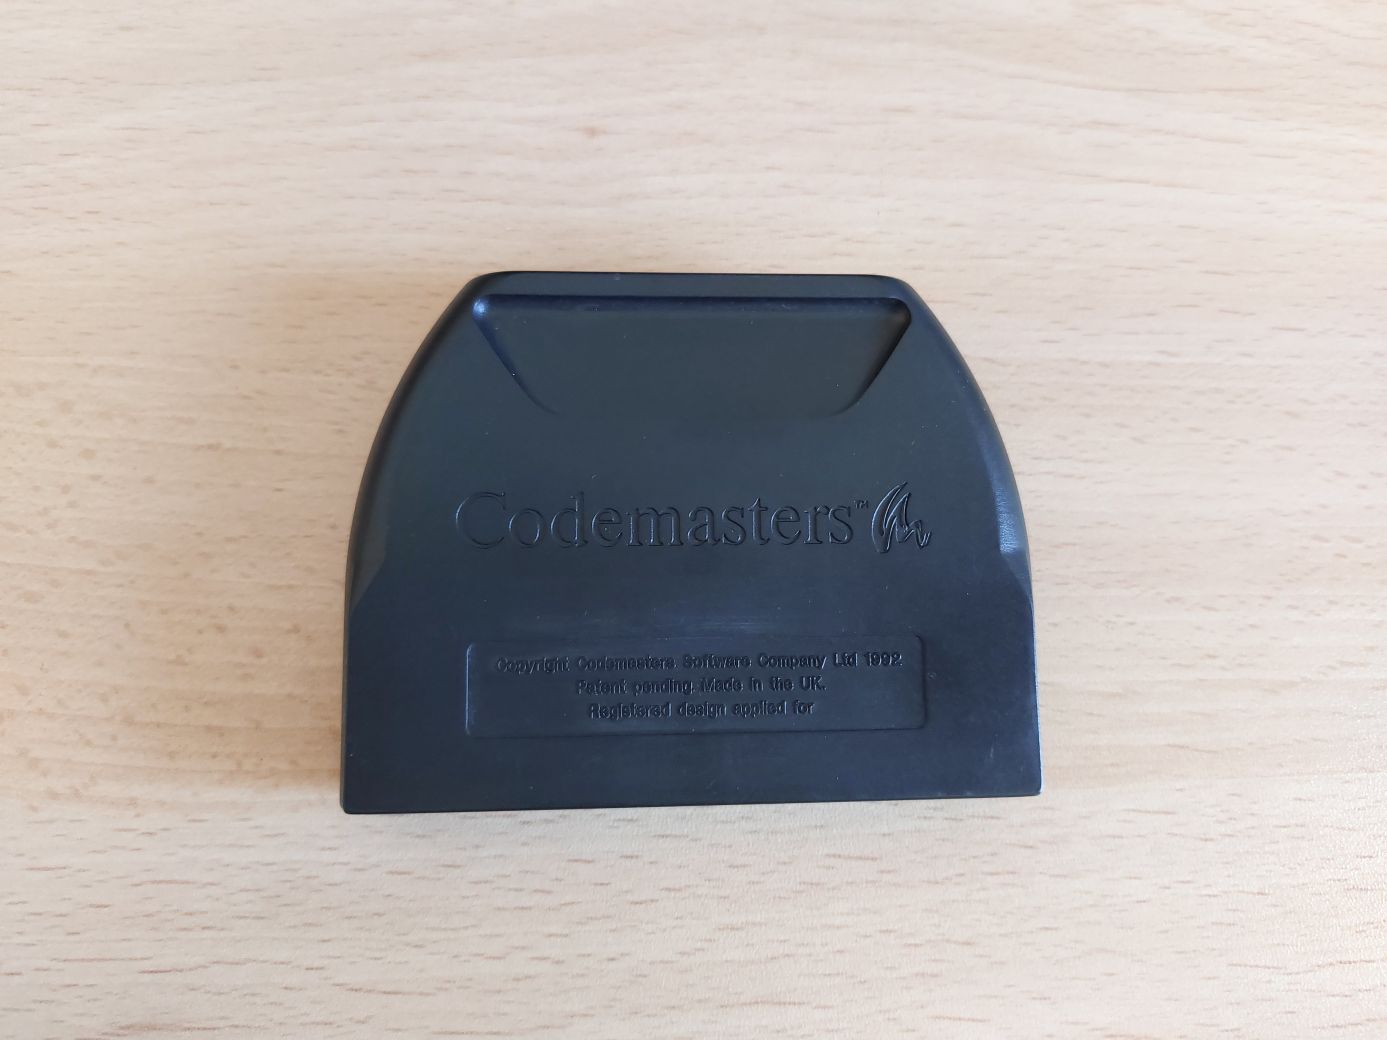 Codemasters™
Copyright Codemasters Software Company Ltd 1992
Patent pending. Made in the UK.
Registered design applied for